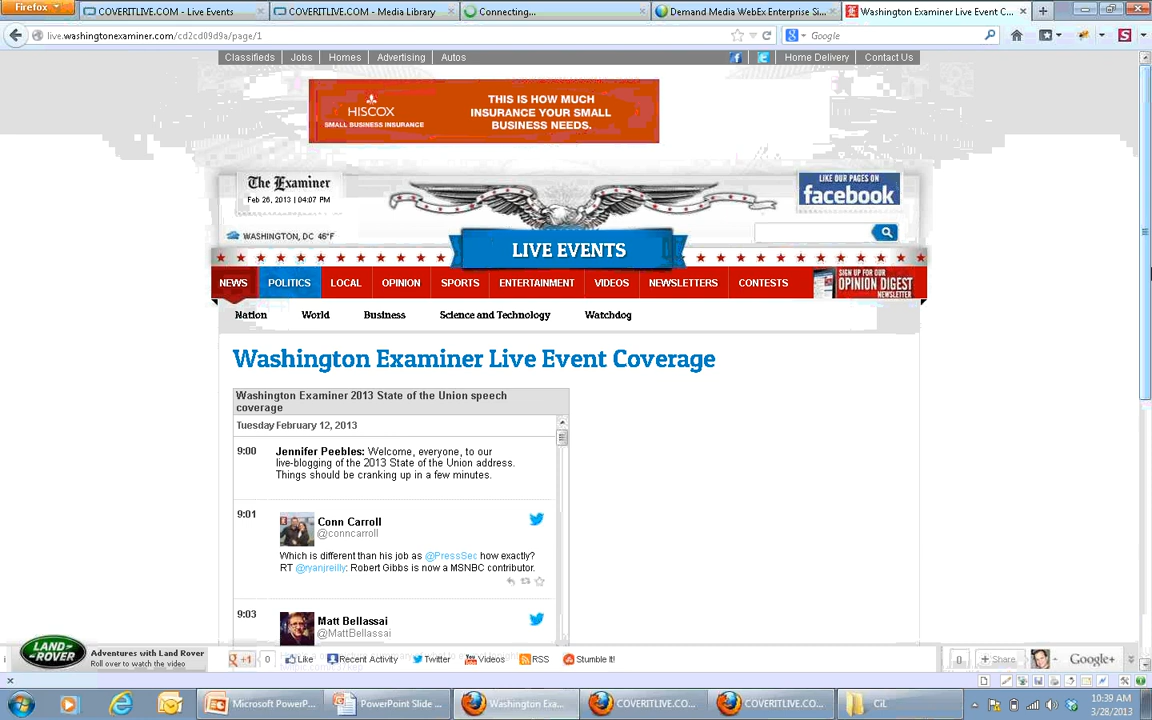 Firefox
COVERITLIVE.COM - Live Events
COVERITLIVE.COM - Media Library
Connecting...
Demand Media WebEx Enterprise Si...
Washington Examiner Live Event C...
live.washingtonexaminer.com/cd2cd09d9a/page/1
Google
Classifieds
Jobs
Homes
Advertising
Autos
Home Delivery
Contact Us
HISCOX
SMALL BUSINESS INSURANCE
THIS IS HOW MUCH
INSURANCE YOUR SMALL
BUSINESS NEEDS.
The Examiner
Feb 26, 2013 | 04:07 PM
LIKE OUR PAGES ON
facebook
WASHINGTON, DC 46°F
LIVE EVENTS
NEWS
POLITICS
LOCAL
OPINION
SPORTS
ENTERTAINMENT
VIDEOS
NEWSLETTERS
CONTESTS
SIGN UP FOR OUR
OPINION DIGEST
NEWSLETTER
Nation
World
Business
Science and Technology
Watchdog
Washington Examiner Live Event Coverage
Washington Examiner 2013 State of the Union speech
coverage
Tuesday February 12, 2013
9:00
Jennifer Peebles: Welcome, everyone, to our
live-blogging of the 2013 State of the Union address.
Things should be cranking up in a few minutes.
9:01
Conn Carroll
@conncarroll
Which is different than his job as @PressSec how exactly?
RT @ryanjreilly: Robert Gibbs is now a MSNBC contributor.
9:03
Matt Bellassai
@MattBellassai
LAND-
ROVER
Adventures with Land Rover
Roll over to watch the video
g +1
0
Like
Recent Activity
Twitter
Videos
RSS
Stumble It!
0
+ Share
Google+
Microsoft PowerP...
PowerPoint Slide ...
Washington Exa...
COVERITLIVE.CO...
COVERITLIVE.CO...
CiL
10:39 AM
3/28/2013